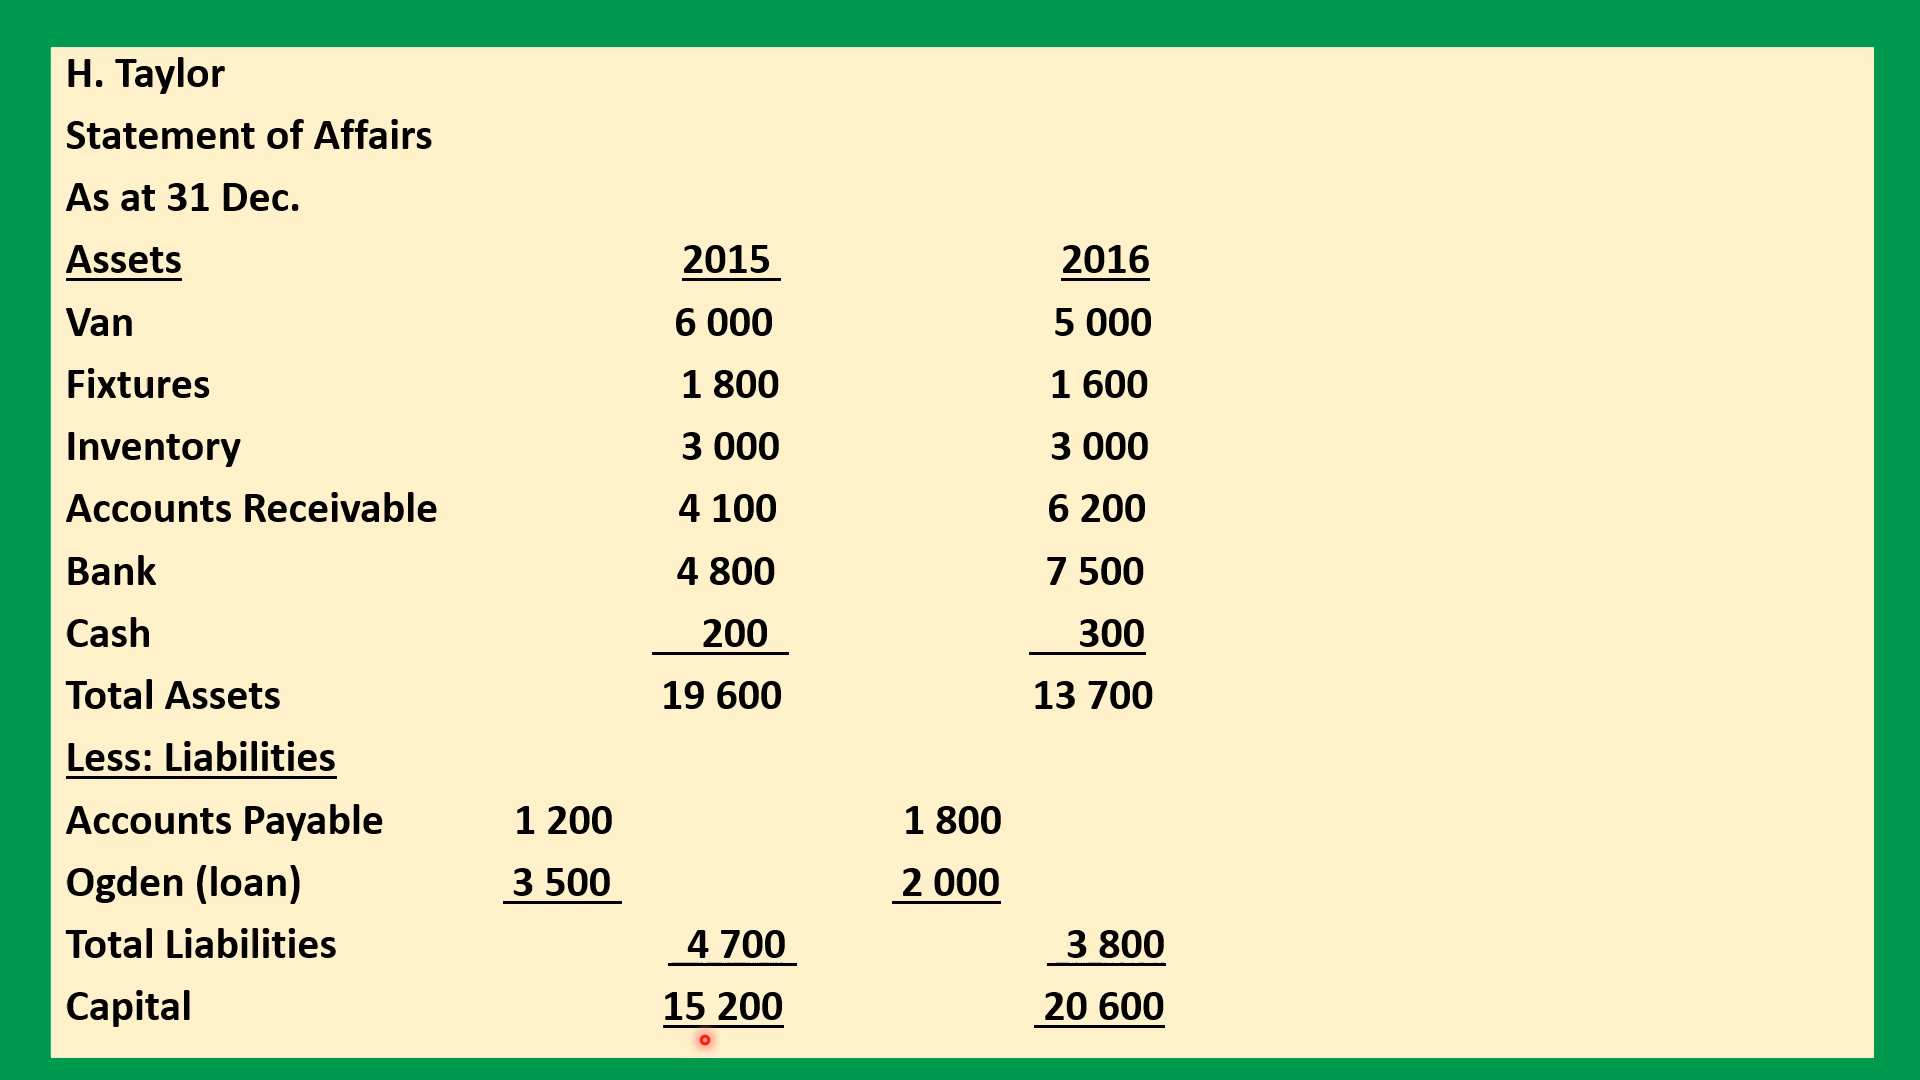 H. Taylor
Statement of Affairs
As at 31 Dec.
Assets 2015 2016
Van 6 000 5 000
Fixtures 1 800 1 600
Inventory 3 000 3 000
Accounts Receivable 4 100 6 200
Bank 4 800 7 500
Cash 200 300
Total Assets 19 600 13 700
Less: Liabilities
Accounts Payable 1 200 1 800
Ogden (loan) 3 500 2 000
Total Liabilities 4 700 3 800
Capital 15 200 20 600